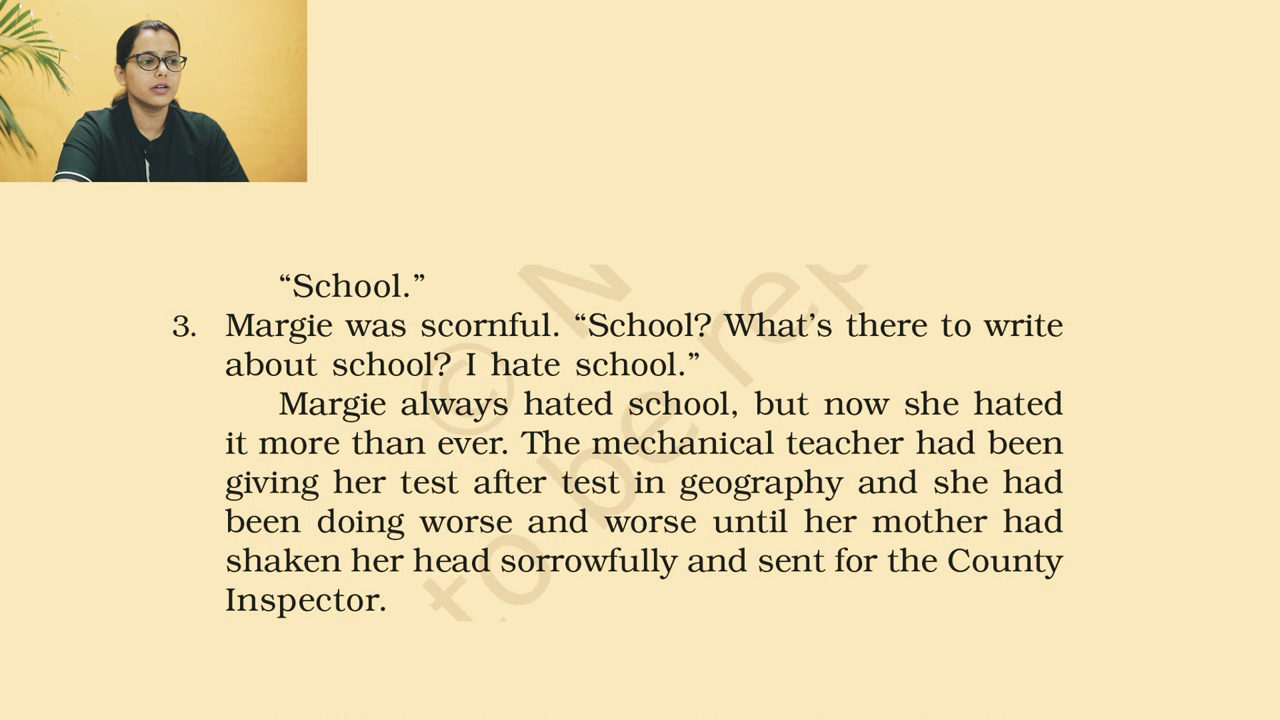 “School.”
3. Margie was scornful. “School? What’s there to write
about school? I hate school.”
Margie always hated school, but now she hated
it more than ever. The mechanical teacher had been
giving her test after test in geography and she had
been doing worse and worse until her mother had
shaken her head sorrowfully and sent for the County
Inspector.
© N
to be rep